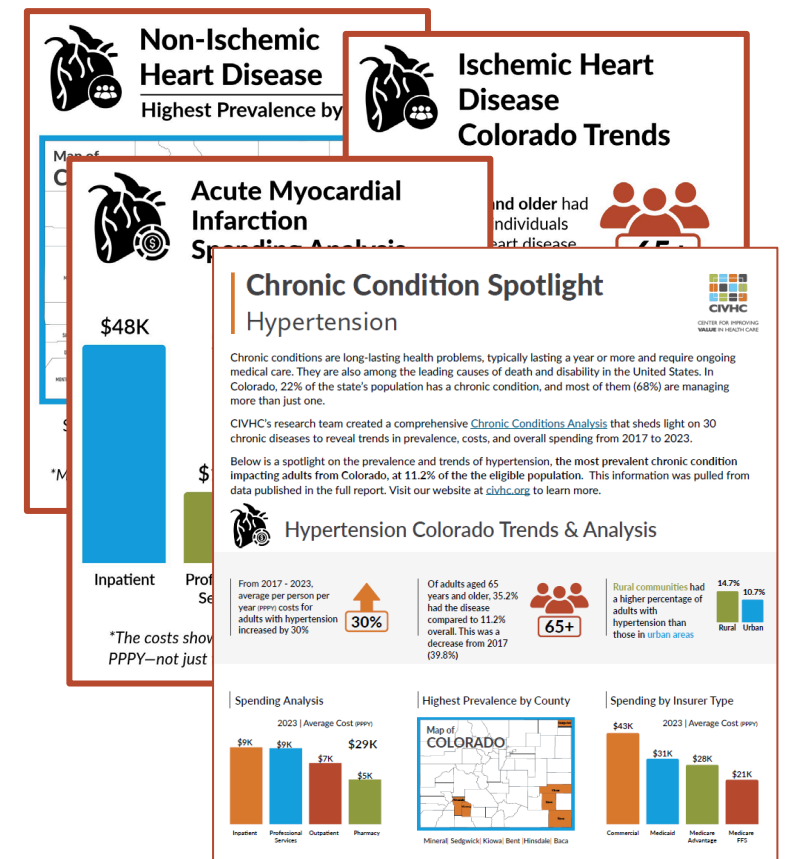 Non-Ischemic
Heart Disease
Highest Prevalence by
Map of
C
Ischemic Heart
Disease
Colorado Trends
and older had
individuals
heart disease
65+
Acute Myocardial
Infarction
Spending Analysis
$48K
Inpatient
*The costs show
PPPY—not just
Chronic Condition Spotlight
Hypertension
CIVHC
CENTER FOR IMPROVING
VALUE IN HEALTH CARE
Chronic conditions are long-lasting health problems, typically lasting a year or more and require ongoing
medical care. They are also among the leading causes of death and disability in the United States. In
Colorado, 22% of the state's population has a chronic condition, and most of them (68%) are managing
more than just one.
CIVHC's research team created a comprehensive Chronic Conditions Analysis that sheds light on 30
chronic diseases to reveal trends in prevalence, costs, and overall spending from 2017 to 2023.
Below is a spotlight on the prevalence and trends of hypertension, the most prevalent chronic condition
impacting adults from Colorado, at 11.2% of the the eligible population. This information was pulled from
data published in the full report. Visit our website at civhc.org to learn more.
Hypertension Colorado Trends & Analysis
From 2017 - 2023,
average per person per
year (PPPY) costs for
adults with hypertension
increased by 30%
30%
Of adults aged 65
years and older, 35.2%
had the disease
compared to 11.2%
overall. This was a
decrease from 2017
(39.8%)
65+
Rural communities had
a higher percentage of
adults with
hypertension than
those in urban areas
14.7%
10.7%
Rural Urban
Spending Analysis
2023 | Average Cost (PPPY)
$9K
$9K
$7K
$5K
$29K
Inpatient
Professional
Services
Outpatient
Pharmacy
Highest Prevalence by County
Map of
COLORADO
Mineral| Sedgwick| Kiowa| Bent |Hinsdale| Baca
Spending by Insurer Type
2023 | Average Cost (PPPY)
$43K
$31K
$28K
$21K
Commercial
Medicaid
Medicare
Advantage
Medicare
FFS